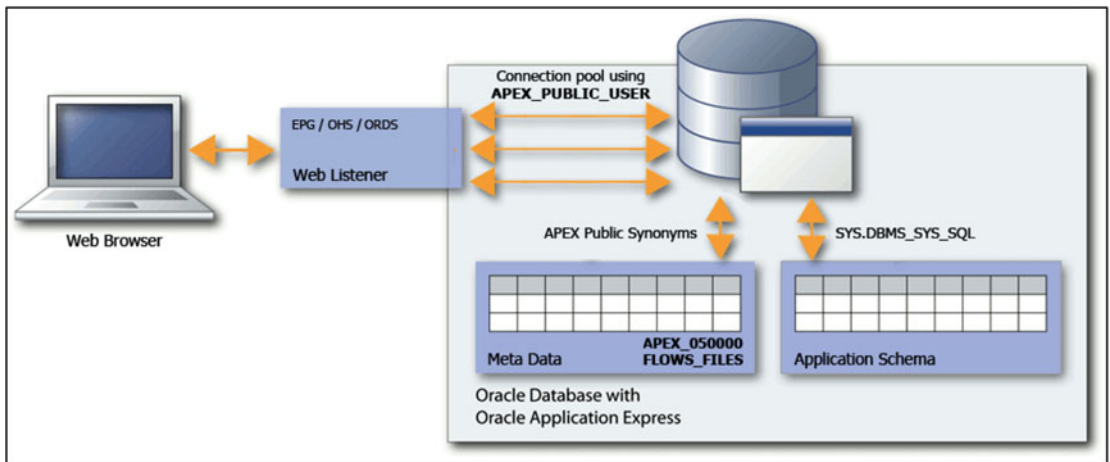 Connection pool using
APEX_PUBLIC_USER
EPG / OHS / ORDS
Web Listener
Web Browser
APEX Public Synonyms
SYS.DBMS_SYS_SQL
Meta Data
APEX_050000
FLOWS_FILES
Application Schema
Oracle Database with
Oracle Application Express